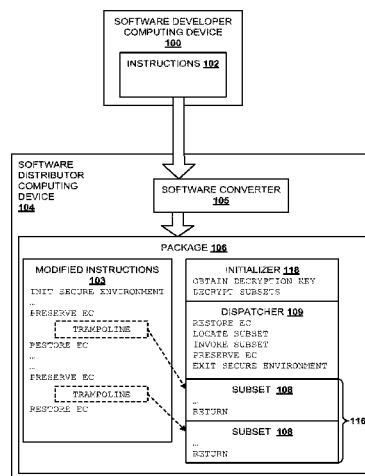 SOFTWARE DEVELOPER
COMPUTING DEVICE
100
INSTRUCTIONS 102
SOFTWARE
DISTRIBUTOR
COMPUTING
DEVICE
104
SOFTWARE CONVERTER
105
PACKAGE 106
MODIFIED INSTRUCTIONS
103
INIT SECURE ENVIRONMENT
…
PRESERVE EC
TRAMPOLINE
RESTORE EC
…
…
PRESERVE EC
TRAMPOLINE
RESTORE EC
INITIALIZER 118
OBTAIN DECRYPTION KEY
DECRYPT SUBSETS
DISPATCHER 109
RESTORE EC
LOCATE SUBSET
INVOKE SUBSET
PRESERVE EC
EXIT SECURE ENVIRONMENT
SUBSET 108
…
RETURN
SUBSET 108
…
RETURN
116